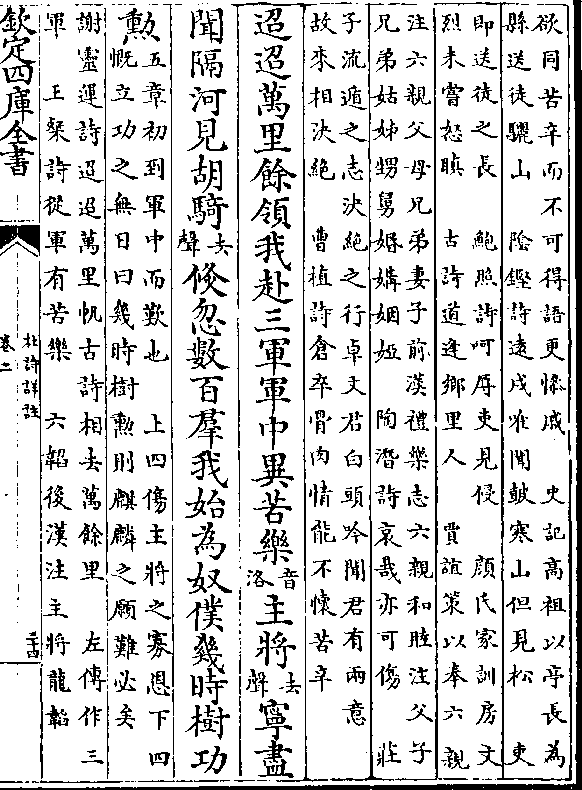 欲同苦辛而不可得語更慘慼　史記高祖以亭長為
縣送徒驪山　陰鏗詩遠戍唯聞鼓寒山但見松　吏
即送徒之長　鮑照詩呵辱吏見侵　顏氏家訓房文
烈未嘗怒瞋　古詩道逢鄉里人　賈誼策以奉六親
注六親父母兄弟妻子前漢禮樂志六親和睦注父子
兄弟姑姊甥舅婚媾姻婭　陶潛詩哀哉亦可傷　莊
子流遁之志決絕之行卓文君白頭吟聞君有兩意
故來相決絕　曹植詩倉卒骨肉情能不懷苦辛
迢迢萬里餘領我赴三軍軍中異苦樂音洛主將去聲寧盡
聞隔河見胡騎去聲倐忽數百羣我始為奴僕幾時樹功
勲五章初到軍中而歎也　上四傷主將之寡恩下四
慨立功之無日曰幾時樹勲則麒麟之願難必矣
謝靈運詩迢迢萬里帆古詩相去萬餘里　左傳作三
軍　王粲詩從軍有苦樂　六韜後漢注主將龍韜
欽定四庫全書
杜詩詳註
卷二